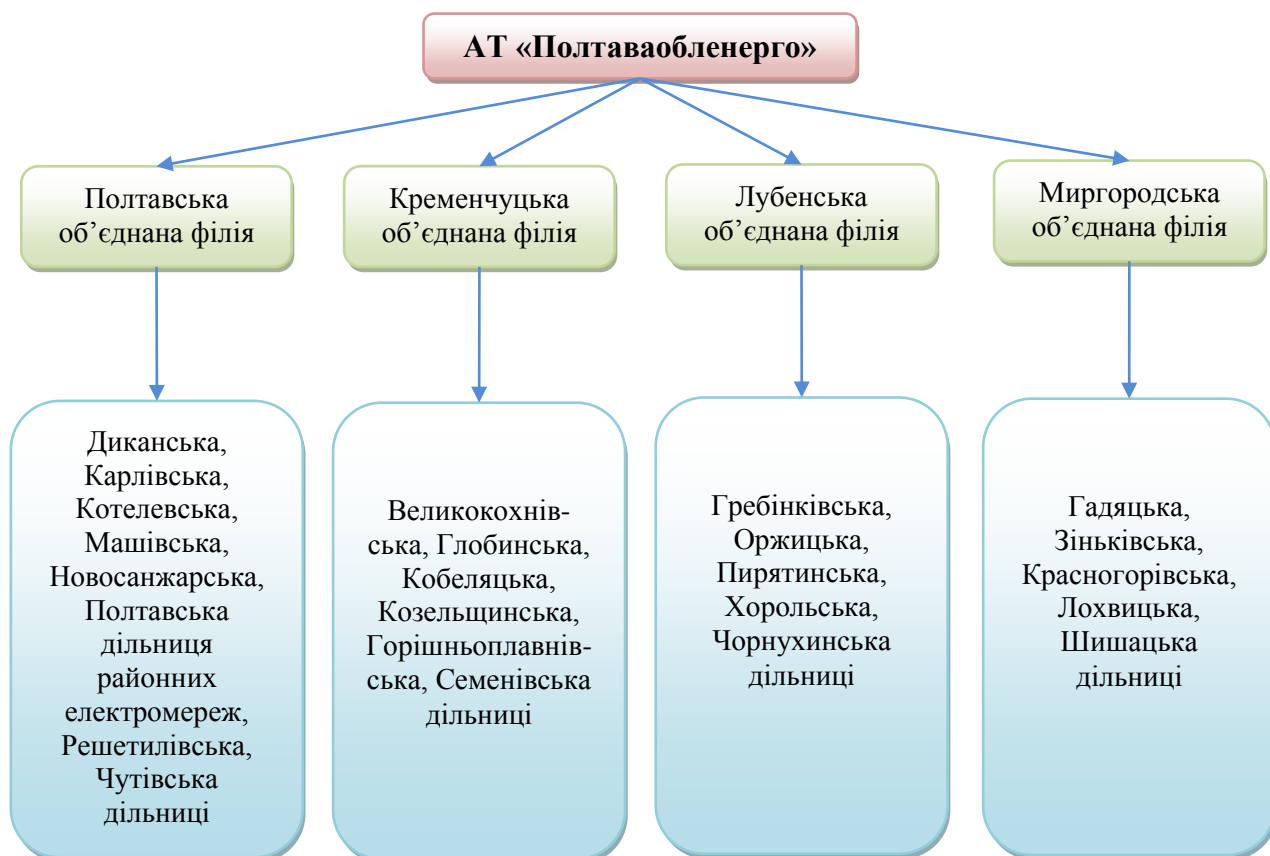 АТ «Полтаваобленерго»
Полтавська
об’єднана філія
Кременчуцька
об’єднана філія
Лубенська
об’єднана філія
Миргородська
об’єднана філія
Диканська,
Карлівська,
Котелевська,
Машівська,
Новосанжарська,
Полтавська
дільниця
районних
електромереж,
Решетилівська,
Чутівська
дільниці
Великокохнів-
ська, Глобинська,
Кобеляцька,
Козельщинська,
Горішньоплавнів-
ська, Семенівська
дільниці
Гребінківська,
Оржицька,
Пирятинська,
Хорольська,
Чорнухинська
дільниці
Гадяцька,
Зіньківська,
Красногорівська,
Лохвицька,
Шишацька
дільниці